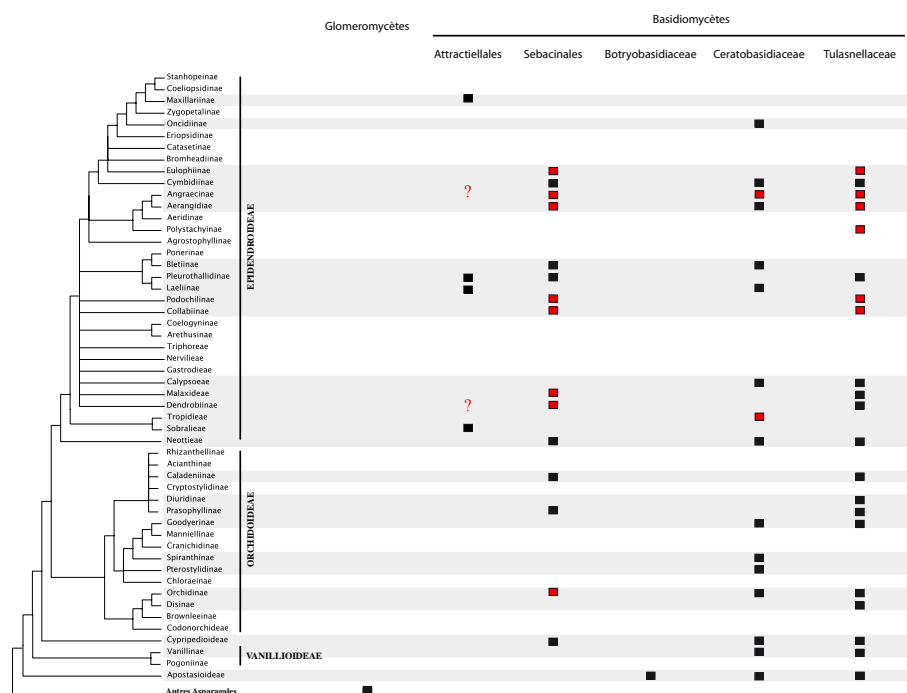 Glomeromycètes
Basidiomycètes
Attractiellales
Sebacinales
Botryobasidiaceae
Ceratobasidiaceae
Tulasnellaceae
Stanhopeinae
Coeliopsidinae
Maxillariinae
Zygopetalinae
Oncidiinae
Eriopsidinae
Catasetinae
Bromheadiinae
Eulophiinae
Cymbidiinae
Angraecinae
?
Aerangidiae
Aeridinae
Polystachyinae
Agrostophyllinae
Ponerinae
Bletiinae
Pleurothallidinae
Laeliinae
Podochilinae
Collabiinae
Coelogyninae
Arethusinae
Triphoreae
Nervilieae
Gastrodieae
Calypsoeae
Malaxideae
Dendrobiinae
?
Tropidieae
Sobralieae
Neottieae
EPIDENDROIDEAE
Rhizanthellinae
Acianthinae
Caladeniinae
Cryptostylidinae
Diuridinae
Prasophyllinae
Goodyerinae
Manniellinae
Cranichidinae
Spiranthinae
Pterostylidinae
Chloraeinae
Orchidinae
Disinae
Brownleeinae
Codonorchideae
ORCHIDOIDEAE
Cypripedioideae
Vanillinae
Pogoniinae
VANILLIOIDEAE
Apostasioideae
Autres Asparagales